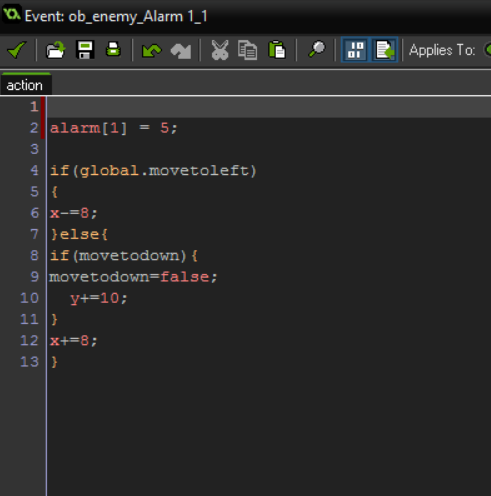 Event: ob_enemy_Alarm 1_1
Applies To:
action
1
2 alarm[1] = 5;
3
4 if(global.movetoleft)
5 {
6 x-=8;
7 }else{
8 if(movetodown){
9 movetodown=false;
10   y+=10;
11 }
12 x+=8;
13 }